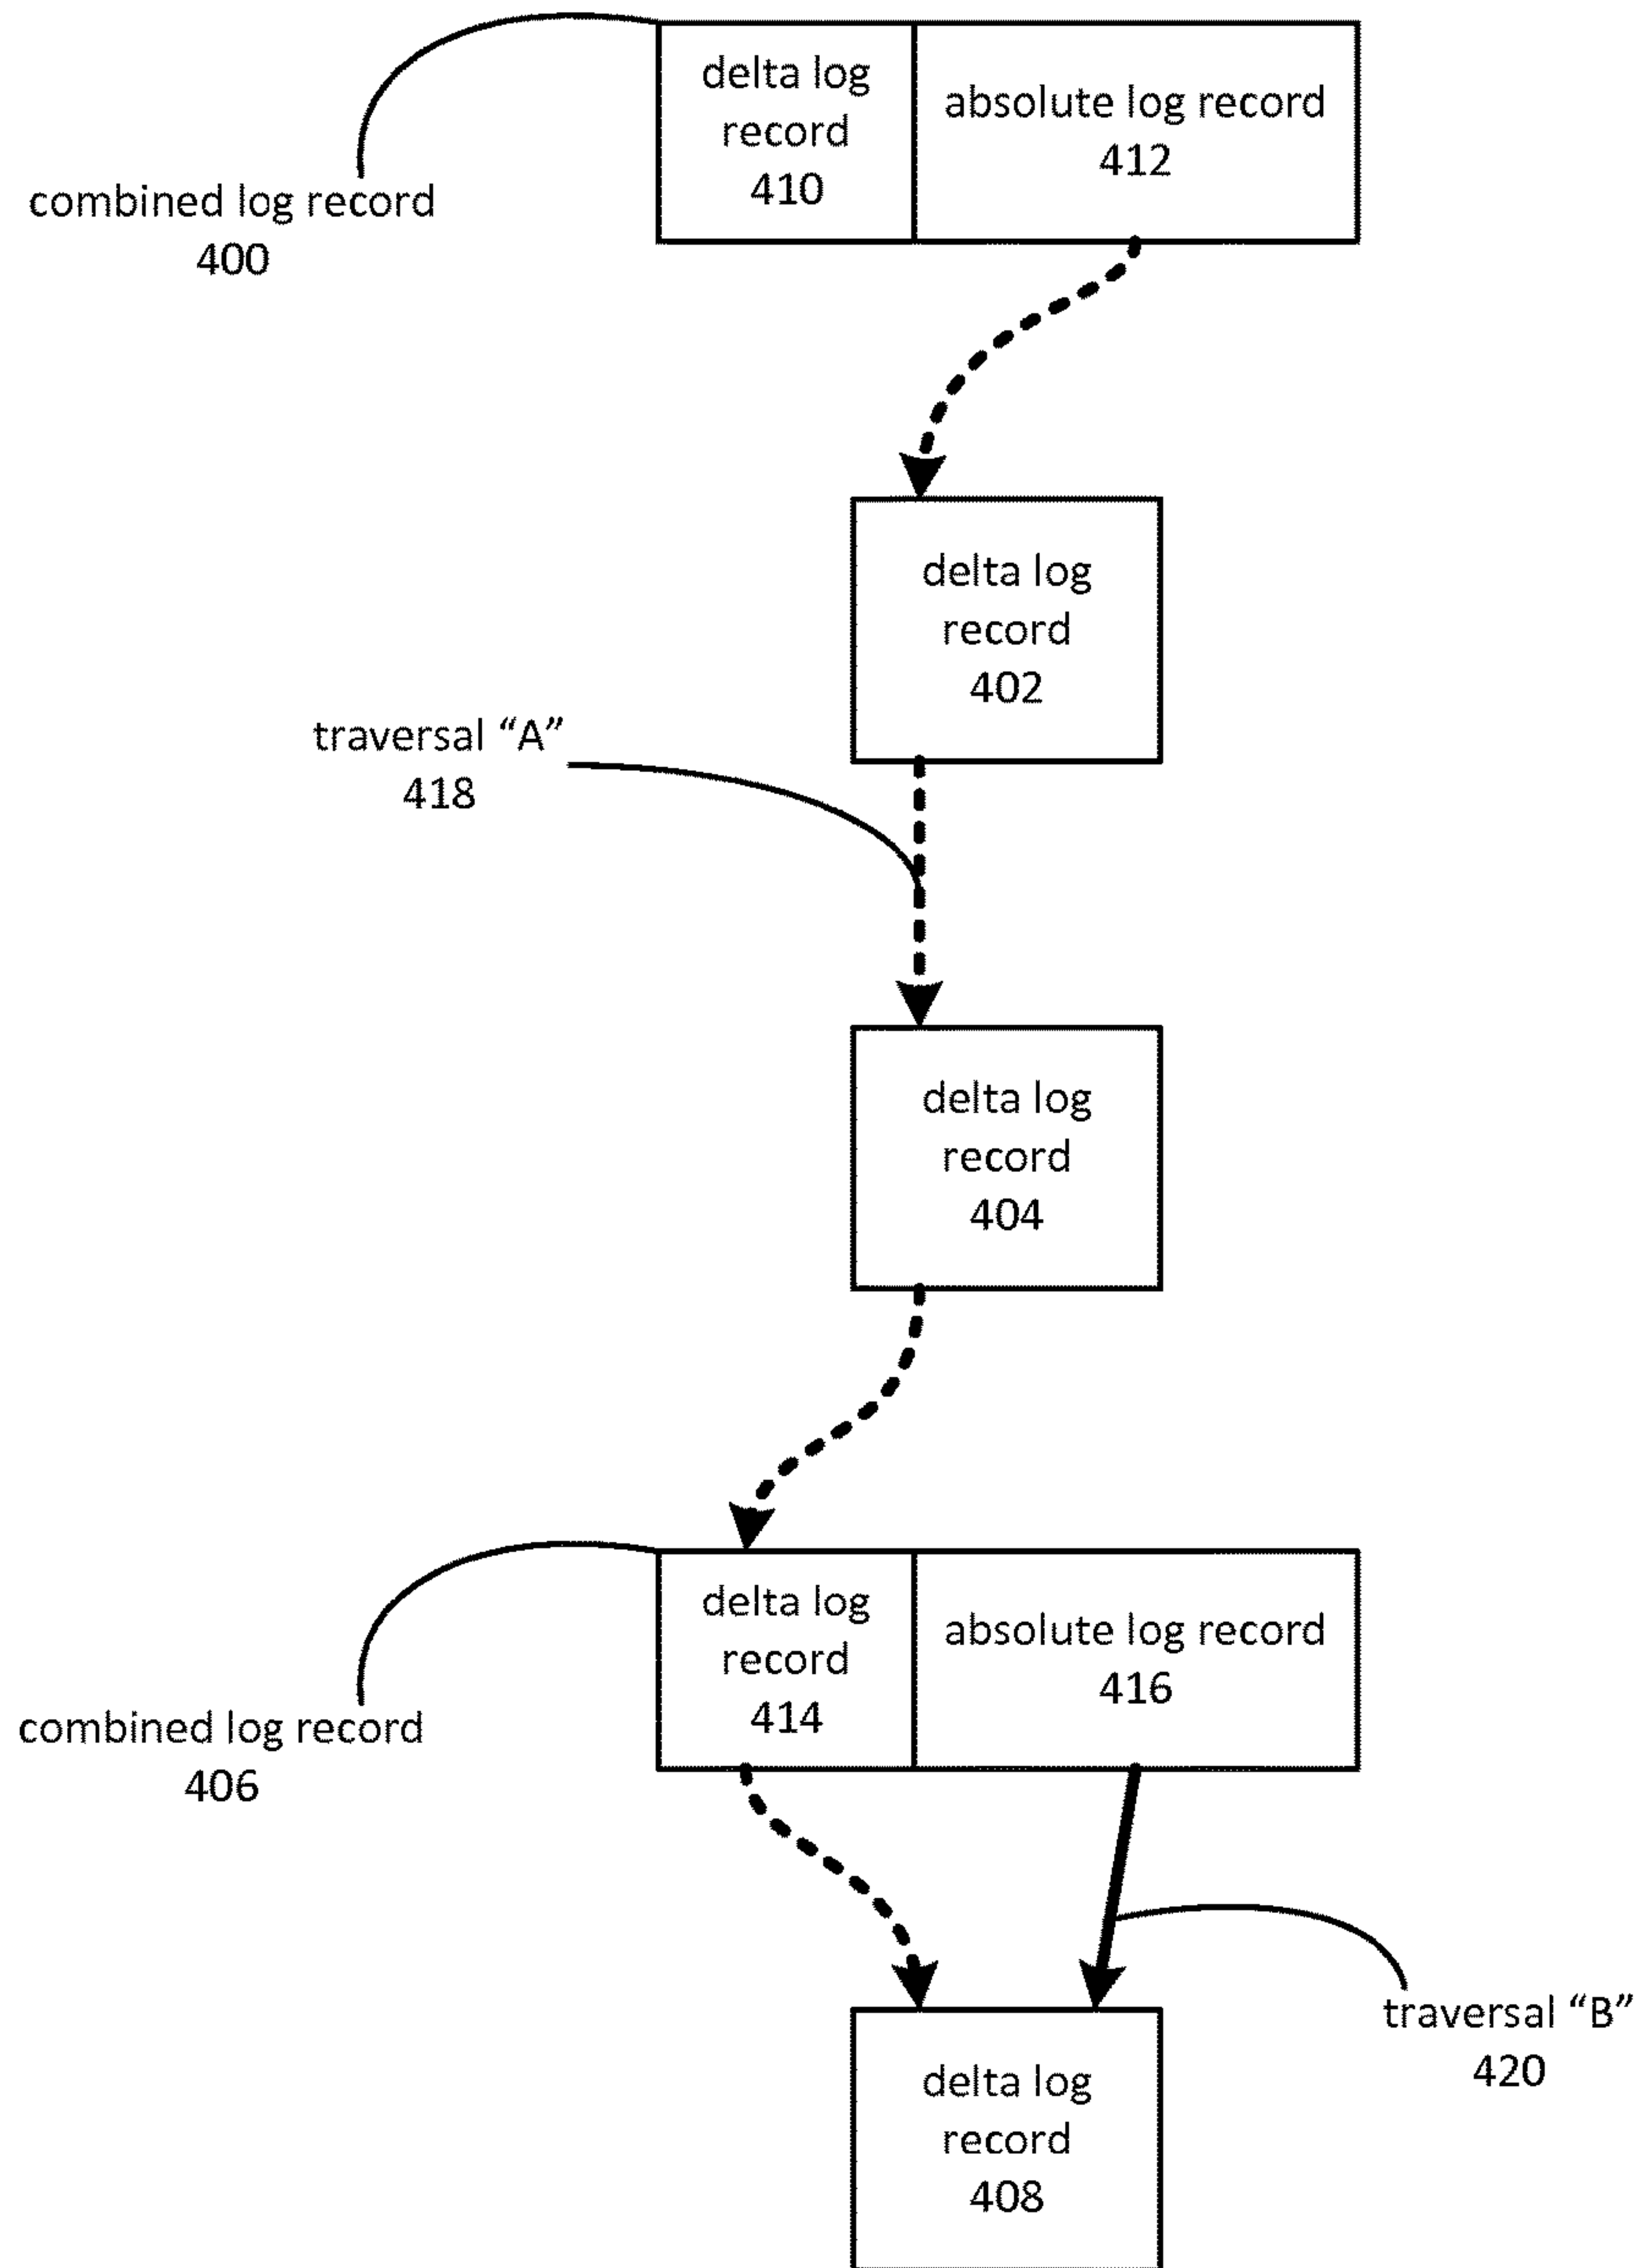 delta log
record
410
absolute log record
412
combined log record
400
delta log
record
402
traversal “A”
418
delta log
record
404
delta log
record
414
absolute log record
416
combined log record
406
traversal “B”
420
delta log
record
408